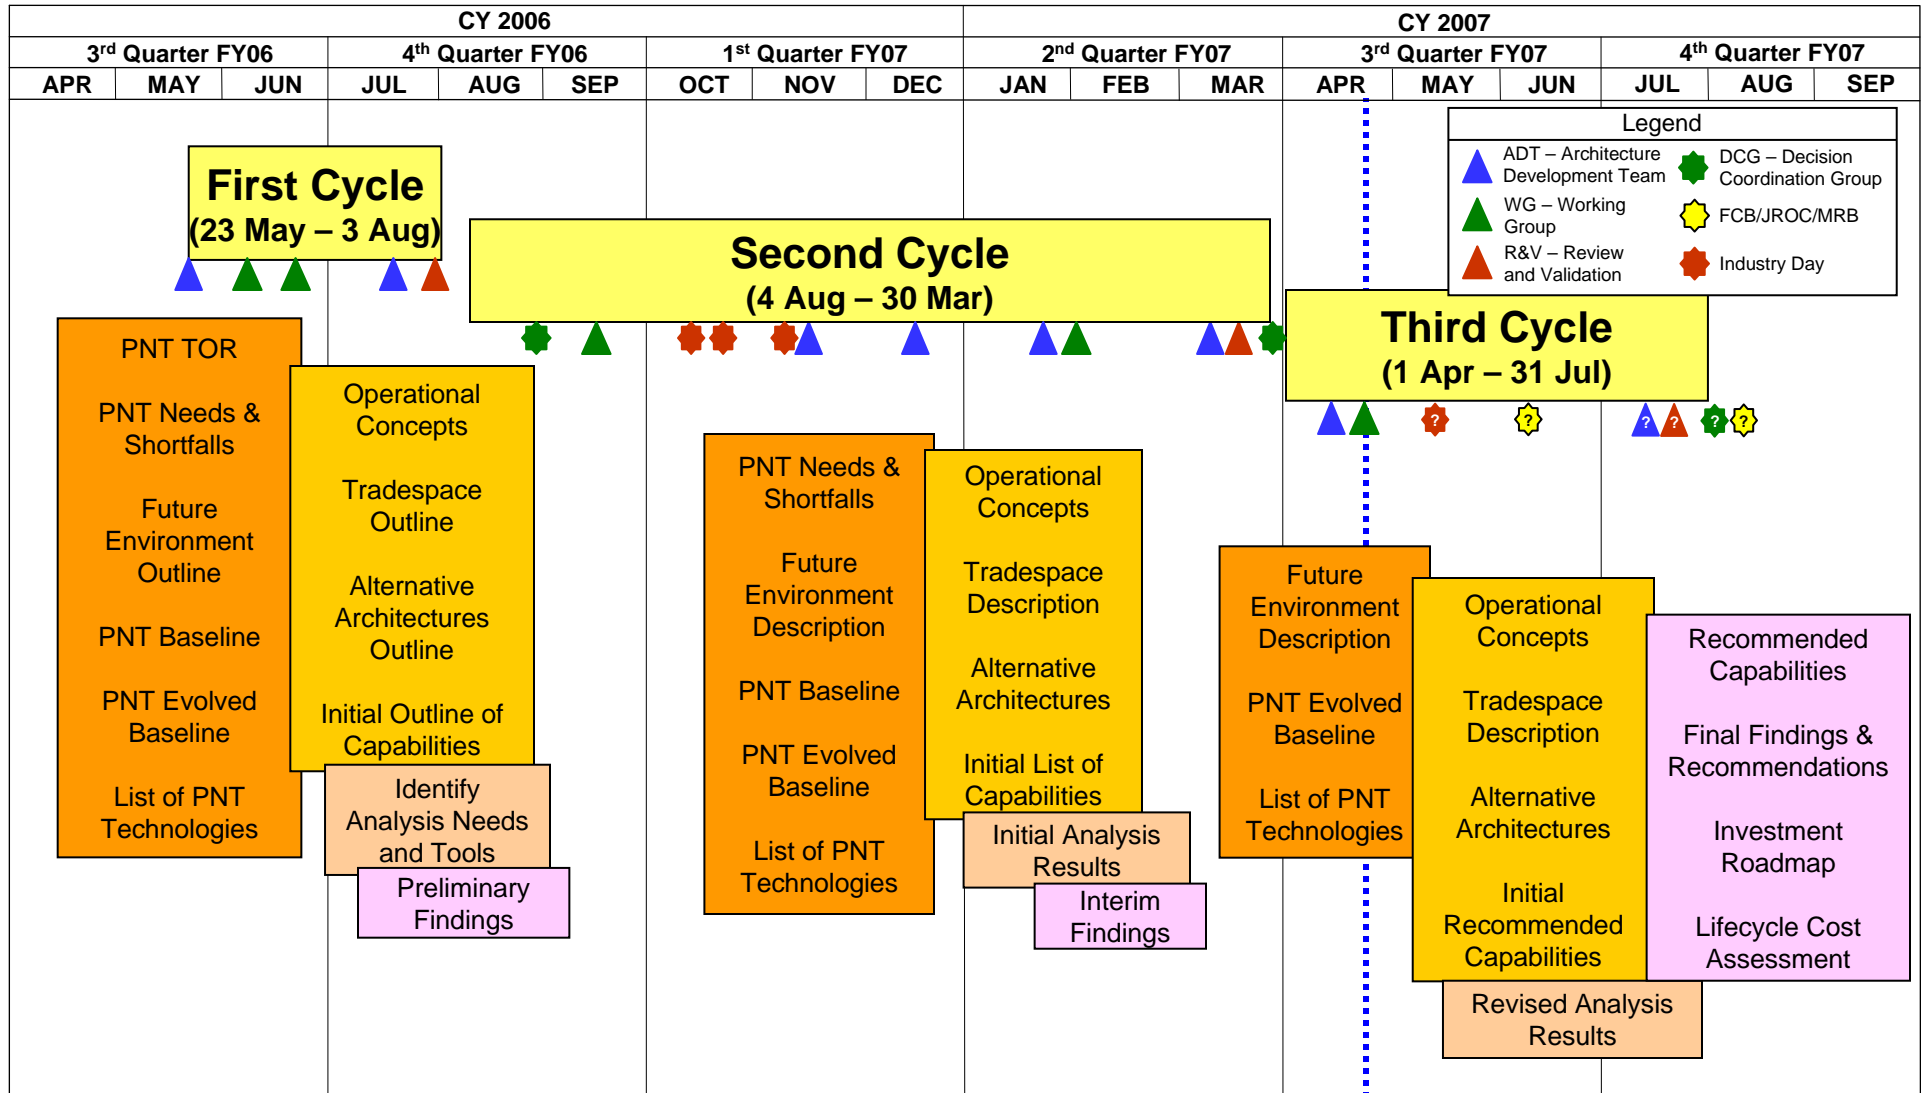 CY 2006
CY 2007
3rd Quarter FY06
4th Quarter FY06
1st Quarter FY07
2nd Quarter FY07
3rd Quarter FY07
4th Quarter FY07
APR
MAY
JUN
JUL
AUG
SEP
OCT
NOV
DEC
JAN
FEB
MAR
APR
MAY
JUN
JUL
AUG
SEP
Legend
ADT – Architecture
Development Team
WG – Working
Group
R&V – Review
and Validation
DCG – Decision
Coordination Group
FCB/JROC/MRB
Industry Day
First Cycle
(23 May – 3 Aug)
Second Cycle
(4 Aug – 30 Mar)
Third Cycle
(1 Apr – 31 Jul)
?
?
?
?
?
?
PNT TOR
PNT Needs &
Shortfalls
Future
Environment
Outline
PNT Baseline
PNT Evolved
Baseline
List of PNT
Technologies
Operational
Concepts
Tradespace
Outline
Alternative
Architectures
Outline
Initial Outline of
Capabilities
Identify
Analysis Needs
and Tools
Preliminary
Findings
PNT Needs &
Shortfalls
Future
Environment
Description
PNT Baseline
PNT Evolved
Baseline
List of PNT
Technologies
Operational
Concepts
Tradespace
Description
Alternative
Architectures
Initial List of
Capabilities
Initial Analysis
Results
Interim
Findings
Future
Environment
Description
PNT Evolved
Baseline
List of PNT
Technologies
Operational
Concepts
Tradespace
Description
Alternative
Architectures
Initial
Recommended
Capabilities
Revised Analysis
Results
Recommended
Capabilities
Final Findings &
Recommendations
Investment
Roadmap
Lifecycle Cost
Assessment